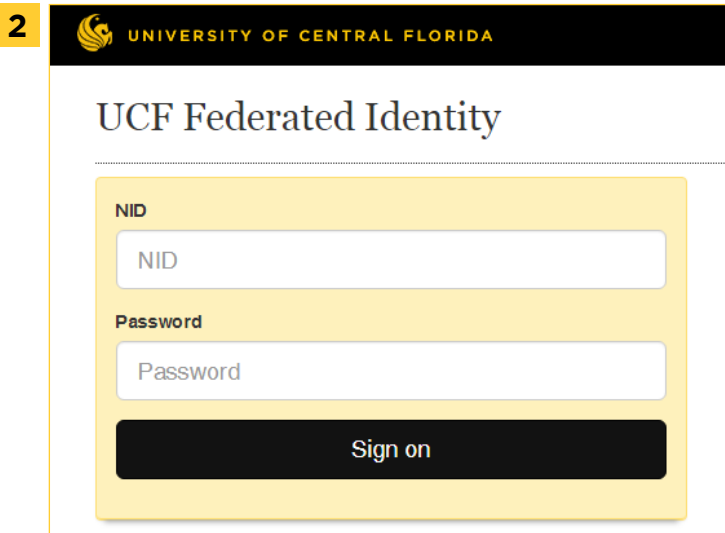 2
UNIVERSITY OF CENTRAL FLORIDA
UCF Federated Identity
NID
NID
Password
Password
Sign on